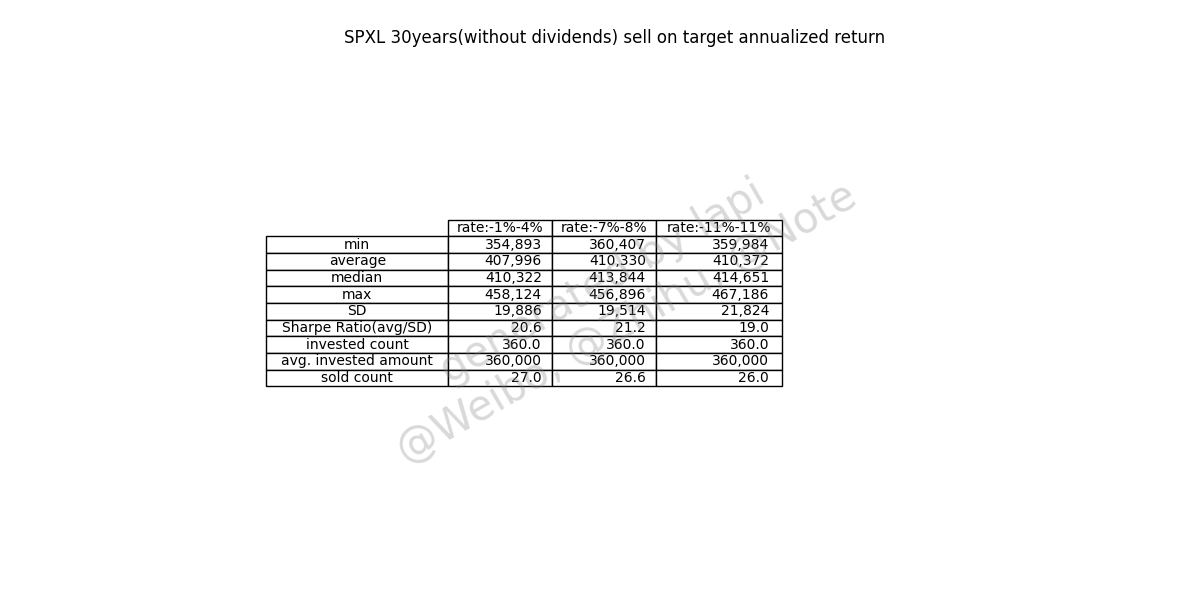 SPXL 30years(without dividends) sell on target annualized return
rate:-1%-4% rate:-7%-8% rate:-11%-11%
min 354,893 360,407 359,984
average 407,996 410,330 410,372
median 410,322 413,844 414,651
max 458,124 456,896 467,186
SD 19,886 19,514 21,824
Sharpe Ratio(avg/SD) 20.6 21.2 19.0
invested count 360.0 360.0 360.0
avg. invested amount 360,000 360,000 360,000
sold count 27.0 26.6 26.0
generated by lapi
@Weibo, @Zhihu, @Note